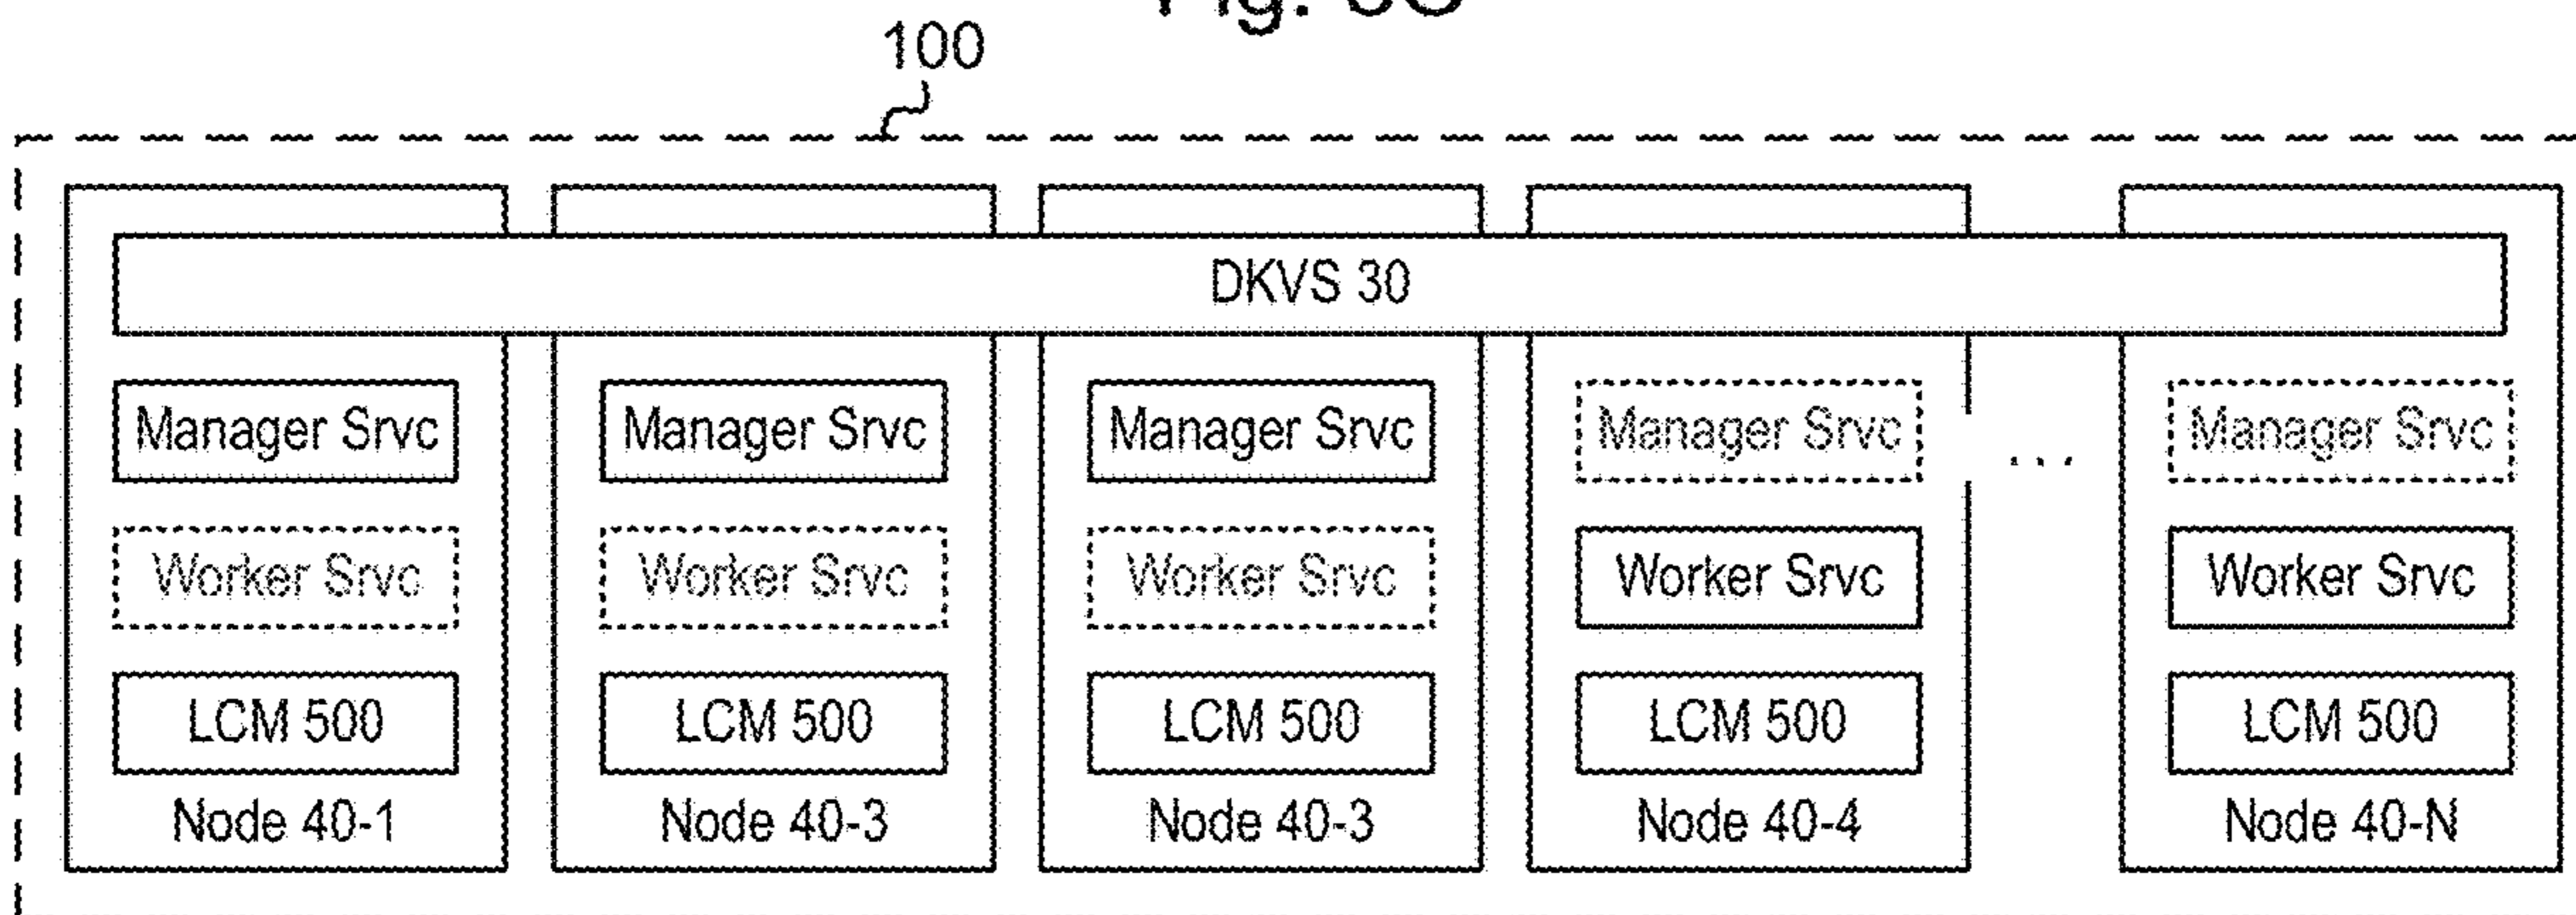 100
DKVS 30
Manager Srvc Manager Srvc Manager Srvc Manager Srvc ... Manager Srvc
Worker Srvc Worker Srvc Worker Srvc Worker Srvc Worker Srvc
LCM 500 LCM 500 LCM 500 LCM 500 LCM 500
Node 40-1 Node 40-3 Node 40-3 Node 40-4 Node 40-N